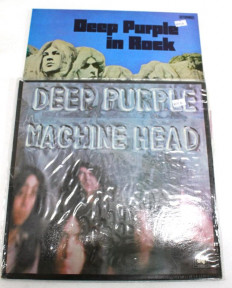 Deep Purple
in Rock
DEEP PURPLE
MACHINE HEAD